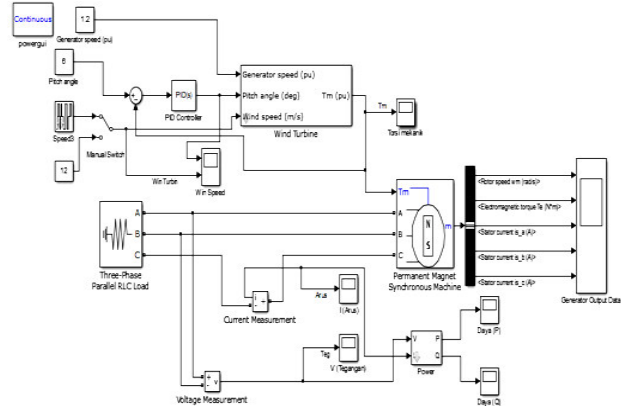 Continuous
powergui
1.2
Generator speed (pu)
6
Pitch angle
PID(s)
PID Controller
Generator speed (pu)
Pitch angle (deg)
Wind speed (m/s)
Tm (pu)
Wind Turbine
Tm
Torsi mekanik
Speed3
Manual Switch
12
Win Turbin
Win Speed
A
B
C
Three-Phase
Parallel RLC Load
Tm
A
B
C
N
S
m
Permanent Magnet
Synchronous Machine
<Rotor speed wm (rad/s)>
<Electromagnetic torque Te (N*m)>
<Stator current is_a (A)>
<Stator current is_b (A)>
<Stator current is_c (A)>
Generator Output Data
i
Current Measurement
Arus
I (Arus)
Teg
V (Tegangan)
v
Voltage Measurement
V
P
Q
Power
Daya (P)
Daya (Q)